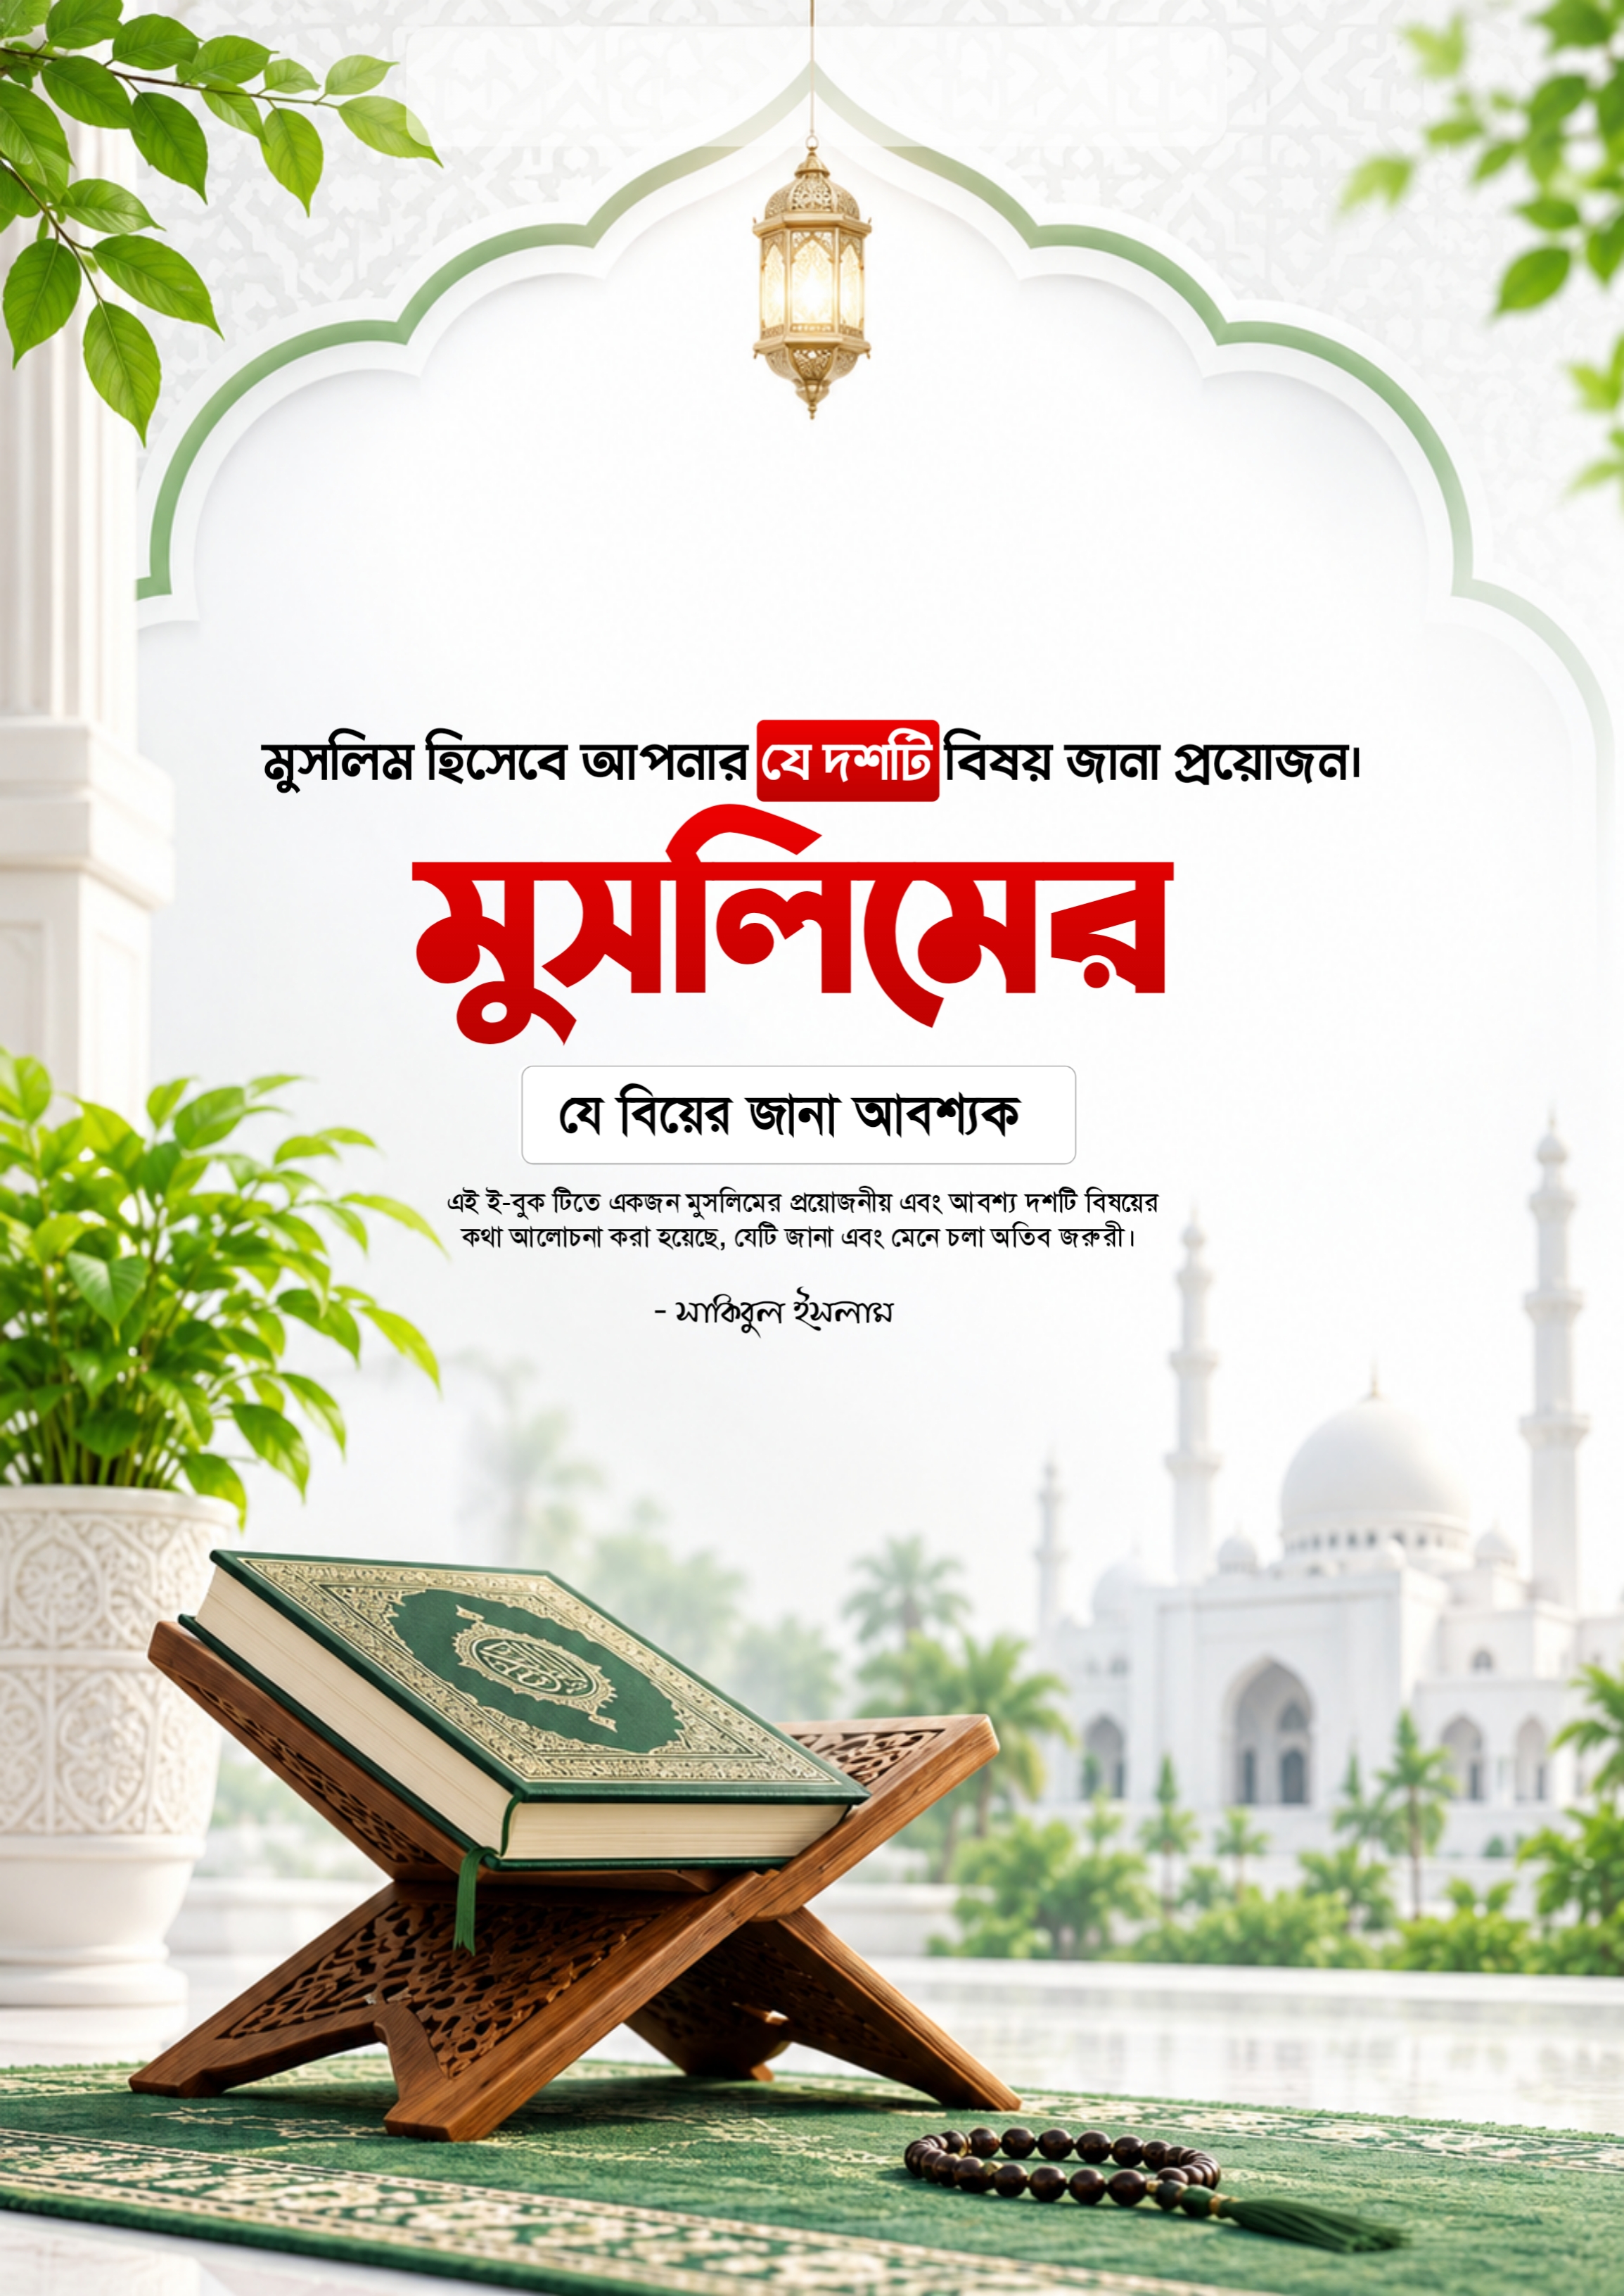 মুসলিম হিসেবে আপনার যে দশটি বিষয় জানা প্রয়োজন।
মুসলিমের
যে বিয়ের জানা আবশ্যক
এই ই-বুক টিতে একজন মুসলিমের প্রয়োজনীয় এবং আবশ্য দশটি বিষয়ের
কথা আলোচনা করা হয়েছে, যেটি জানা এবং মেনে চলা অতিব জরুরী।
- সাকিবুল ইসলাম